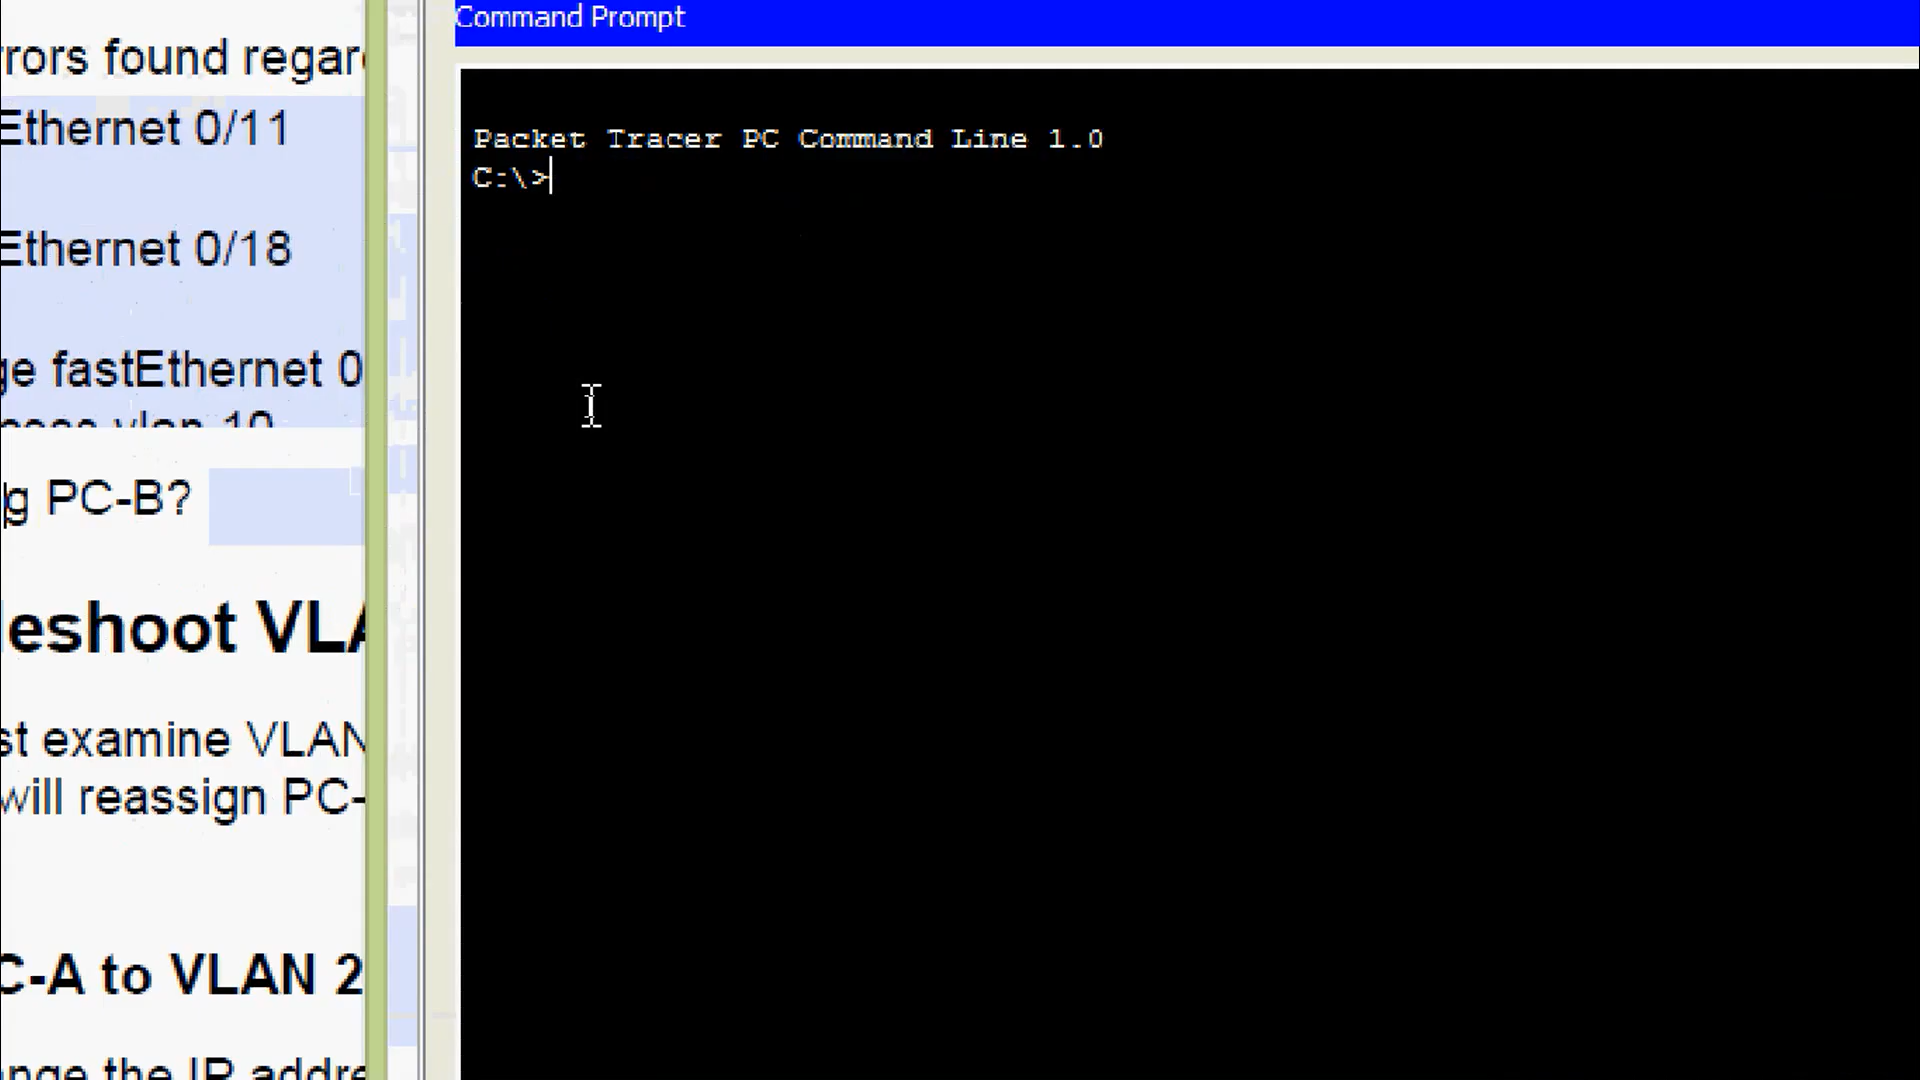 rors found regar
Ethernet 0/11
Ethernet 0/18
ge fastEthernet 0
vlan 10
g PC-B?
eshoot VLA
st examine VLAN
will reassign PC-
C-A to VLAN 2
nge the IP addre
Command Prompt
Packet Tracer PC Command Line 1.0
C:\>